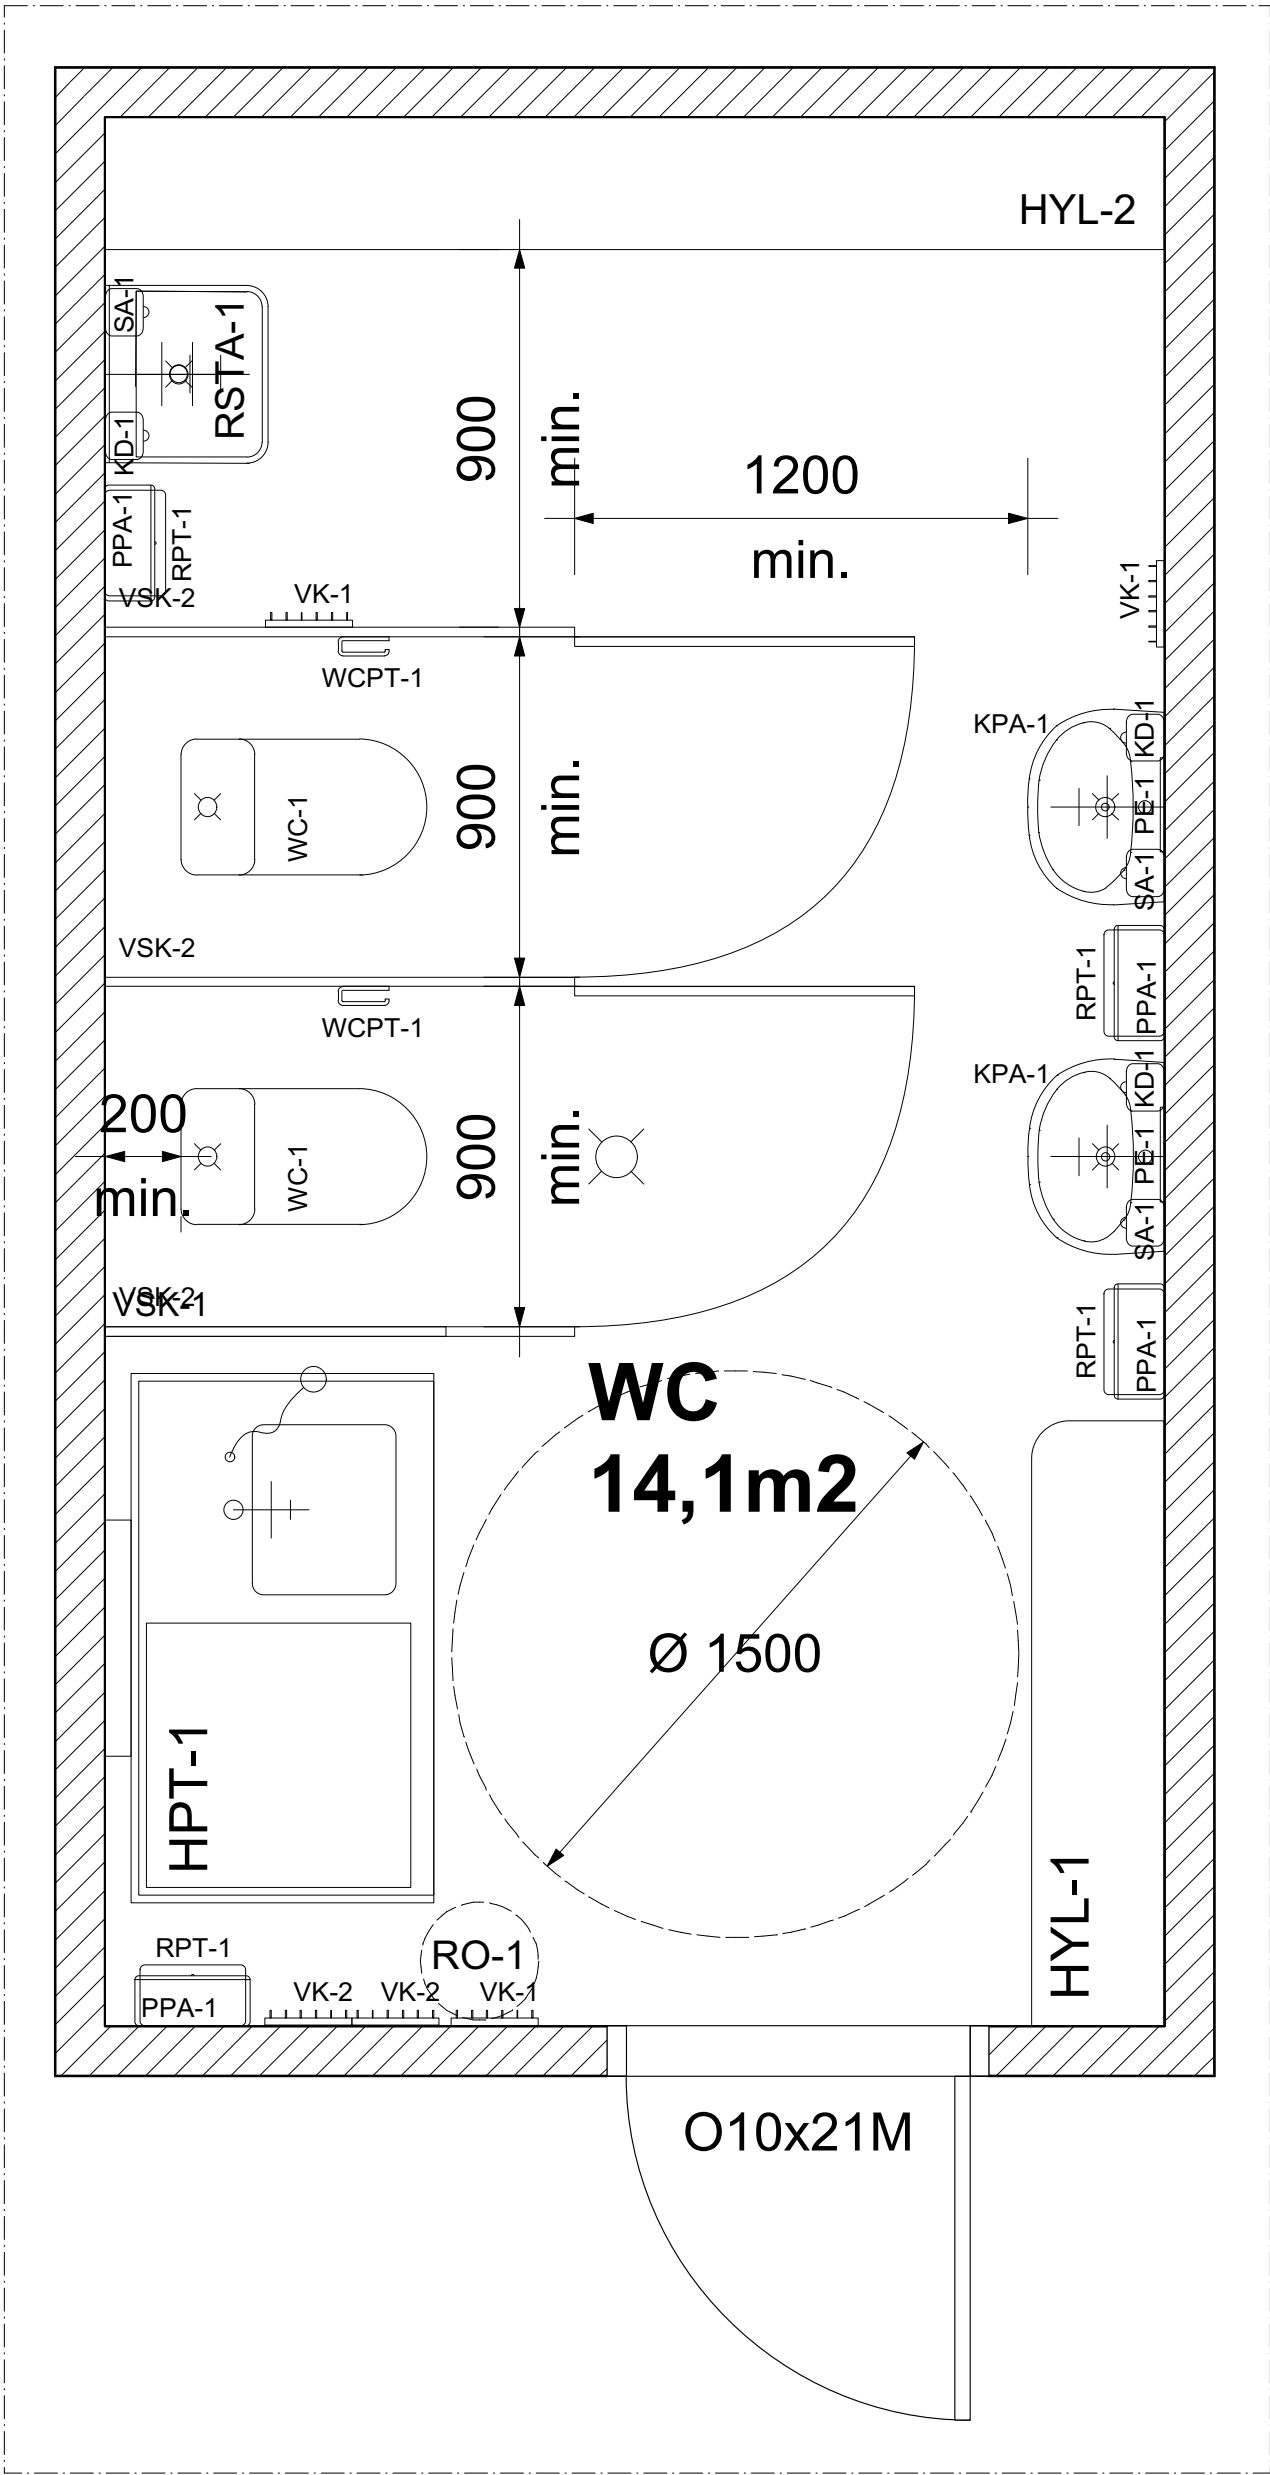 HYL-2
SA-1
RSTA-1
KD-1
900
min.
1200
min.
PPA-1
RPT-1
VSK-2
VK-1
VK-1
WCPT-1
KPA-1
KD-1
PE-1
SA-1
WC-1
900
min.
VSK-2
RPT-1
PPA-1
WCPT-1
KPA-1
KD-1
PE-1
SA-1
200
min.
WC-1
900
min.
VSK-2
VSK-1
RPT-1
PPA-1
WC
14,1m2
Ø 1500
HPT-1
HYL-1
RPT-1
PPA-1
VK-2
VK-2
RO-1
VK-1
O10x21M